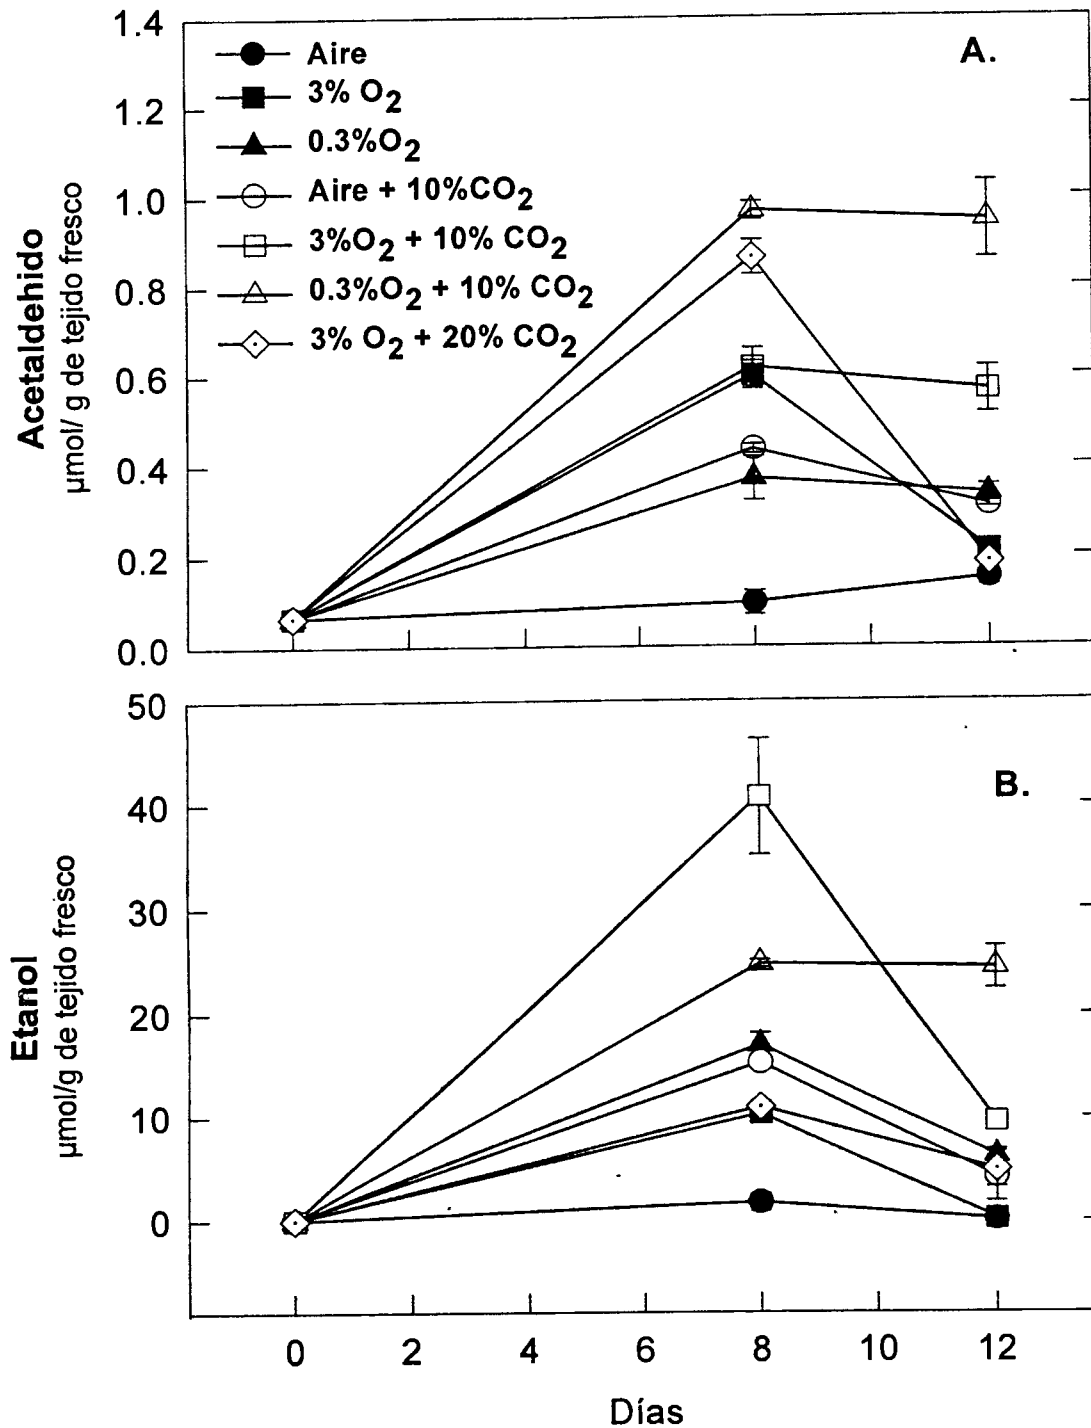 1.4
1.2
1.0
0.8
0.6
0.4
0.2
0.0
Acetaldehido
µmol/ g de tejido fresco
Aire
3% O2
0.3%O2
Aire + 10%CO2
3%O2 + 10% CO2
0.3%O2 + 10% CO2
3% O2 + 20% CO2
A.
50
40
30
20
10
0
Etanol
µmol/g de tejido fresco
B.
0 2 4 6 8 10 12
Días